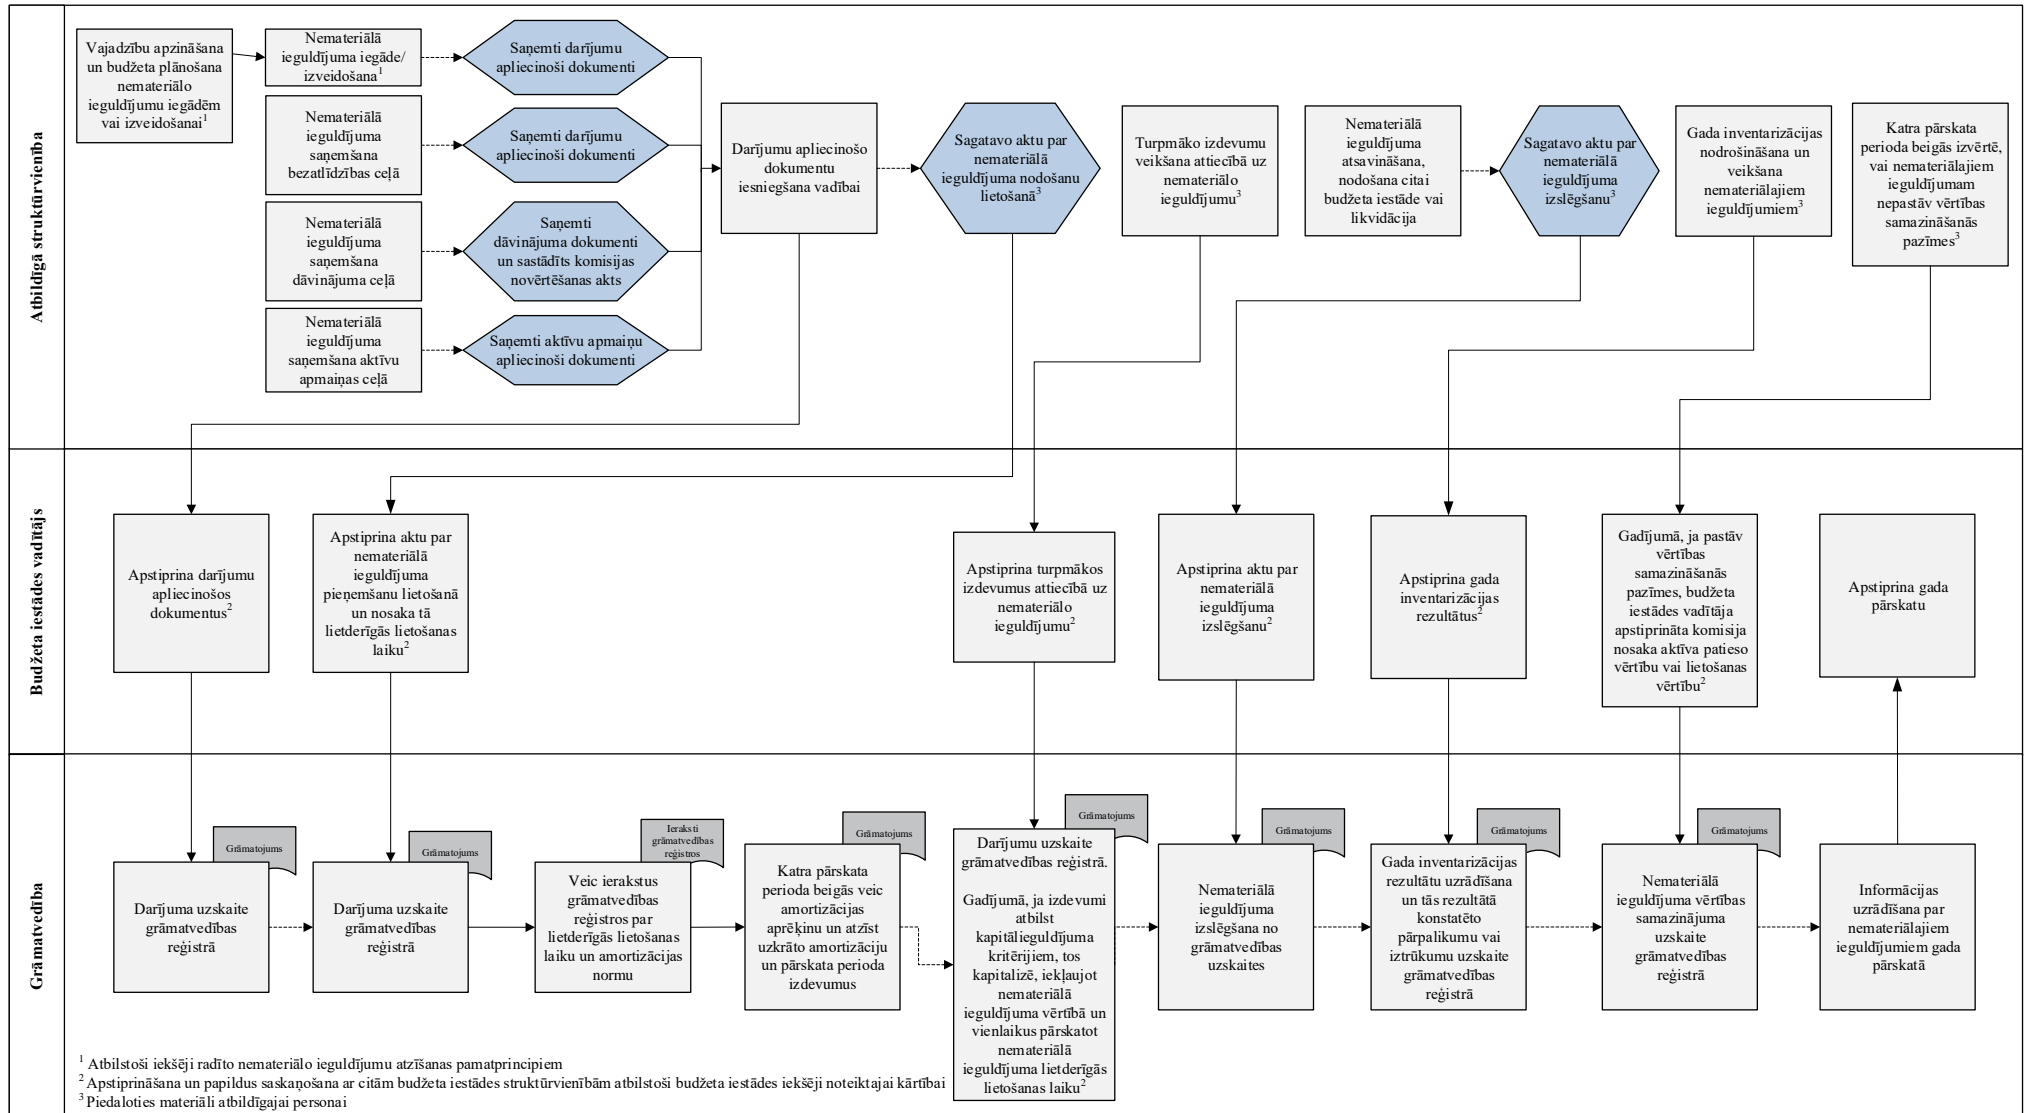 Atbildīgā struktūrvienība
Vajadzību apzināšana
un budžeta plānošana
nemateriālo
ieguldījumu iegādēm
vai izveidošanai1
Nemateriālā
ieguldījuma iegāde/
izveidošana1
Saņemti darījumu
apliecinoši dokumenti
Nemateriālā
ieguldījuma
saņemšana
bezatlīdzības ceļā
Saņemti darījumu
apliecinoši dokumenti
Nemateriālā
ieguldījuma
saņemšana
dāvinājuma ceļā
Saņemti
dāvinājuma dokumenti
un sastādīts komisijas
novērtēšanas akts
Nemateriālā
ieguldījuma
saņemšana aktīvu
apmaiņas ceļā
Saņemti aktīvu apmaiņu
apliecinoši dokumenti
Darījumu apliecinošo
dokumentu
iesniegšana vadībai
Sagatavo aktu par
nemateriālā
ieguldījuma nodošanu
lietošanā3
Turpmāko izdevumu
veikšana attiecībā uz
nemateriālo
ieguldījumu3
Nemateriālā
ieguldījuma
atsavināšana,
nodošana citai
budžeta iestāde vai
likvidācija
Sagatavo aktu par
nemateriālā
ieguldījuma
izslēgšanu3
Gada inventarizācijas
nodrošināšana un
veikšana
nemateriālajiem
ieguldījumiem3
Katra pārskata
perioda beigās izvērtē,
vai nemateriālajiem
ieguldījumam
nepastāv vērtības
samazināšanās
pazīmes3
Budžeta iestādes vadītājs
Apstiprina darījumu
apliecinošos
dokumentus2
Apstiprina aktu par
nemateriālā
ieguldījuma
pieņemšanu lietošanā
un nosaka tā
lietderīgās lietošanas
laiku2
Apstiprina turpmākos
izdevumus attiecībā uz
nemateriālo
ieguldījumu2
Apstiprina aktu par
nemateriālā
ieguldījuma
izslēgšanu2
Apstiprina gada
inventarizācijas
rezultātus2
Gadījumā, ja pastāv
vērtības
samazināšanās
pazīmes, budžeta
iestādes vadītāja
apstiprināta komisija
nosaka aktīva patieso
vērtību vai lietošanas
vērtību2
Apstiprina gada
pārskatu
Grāmatvedība
Grāmatojums
Darījuma uzskaite
grāmatvedības
reģistrā
Grāmatojums
Darījuma uzskaite
grāmatvedības
reģistrā
Ieraksti
grāmatvedības
reģistros
Veic ierakstus
grāmatvedības
reģistros par
lietderīgās lietošanas
laiku un amortizācijas
normu
Grāmatojums
Katra pārskata
perioda beigās veic
amortizācijas
aprēķinu un atzīst
uzkrāto amortizāciju
un pārskata perioda
izdevumus
Grāmatojums
Darījumu uzskaite
grāmatvedības reģistrā.
Gadījumā, ja izdevumi
atbilst
kapitālieguldījuma
kritērijiem, tos
kapitalizē, iekļaujot
nemateriālā
ieguldījuma vērtībā un
vienlaikus pārskatot
nemateriālā
ieguldījuma lietderīgās
lietošanas laiku2
Grāmatojums
Nemateriālā
ieguldījuma
izslēgšana no
grāmatvedības
uzskaites
Grāmatojums
Gada inventarizācijas
rezultātu uzrādīšana
un tās rezultātā
konstatēto
pārpalikumu vai
iztrūkumu uzskaite
grāmatvedības
reģistrā
Grāmatojums
Nemateriālā
ieguldījuma vērtības
samazinājuma
uzskaite
grāmatvedības
reģistrā
Informācijas
uzrādīšana par
nemateriālajiem
ieguldījumiem gada
pārskatā
1 Atbilstoši iekšēji radīto nemateriālo ieguldījumu atzīšanas pamatprincipiem
2 Apstiprināšana un papildus saskaņošana ar citām budžeta iestādes struktūrvienībām atbilstoši budžeta iestādes iekšēji noteiktajai kārtībai
3 Piedaloties materiāli atbildīgajai personai